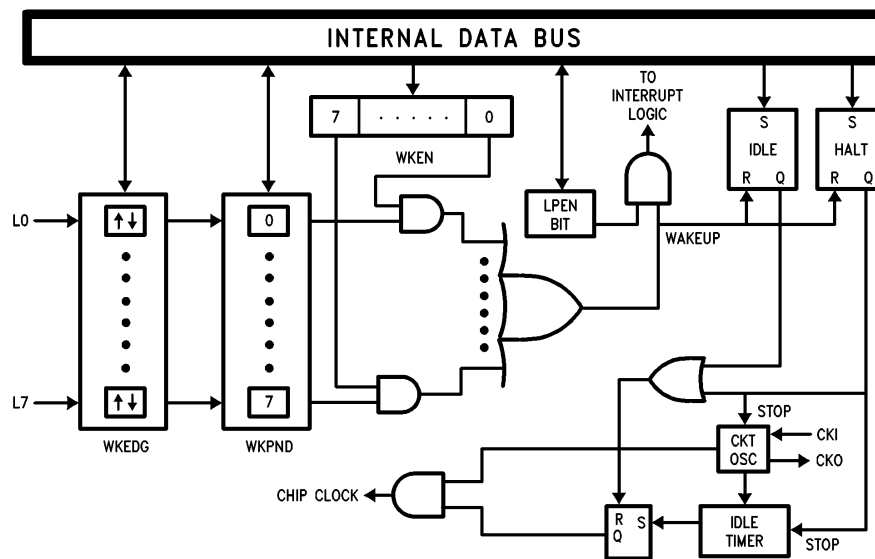 INTERNAL DATA BUS
TO
INTERRUPT
LOGIC
7 ..... 0
WKEN
S
IDLE
R Q
S
HALT
R Q
LPEN
BIT
WAKEUP
L0
↑↓
0
L7
↑↓
7
WKEDG
WKPND
STOP
CKT
OSC
CKI
CKO
CHIP CLOCK
R S
Q
IDLE
TIMER
STOP